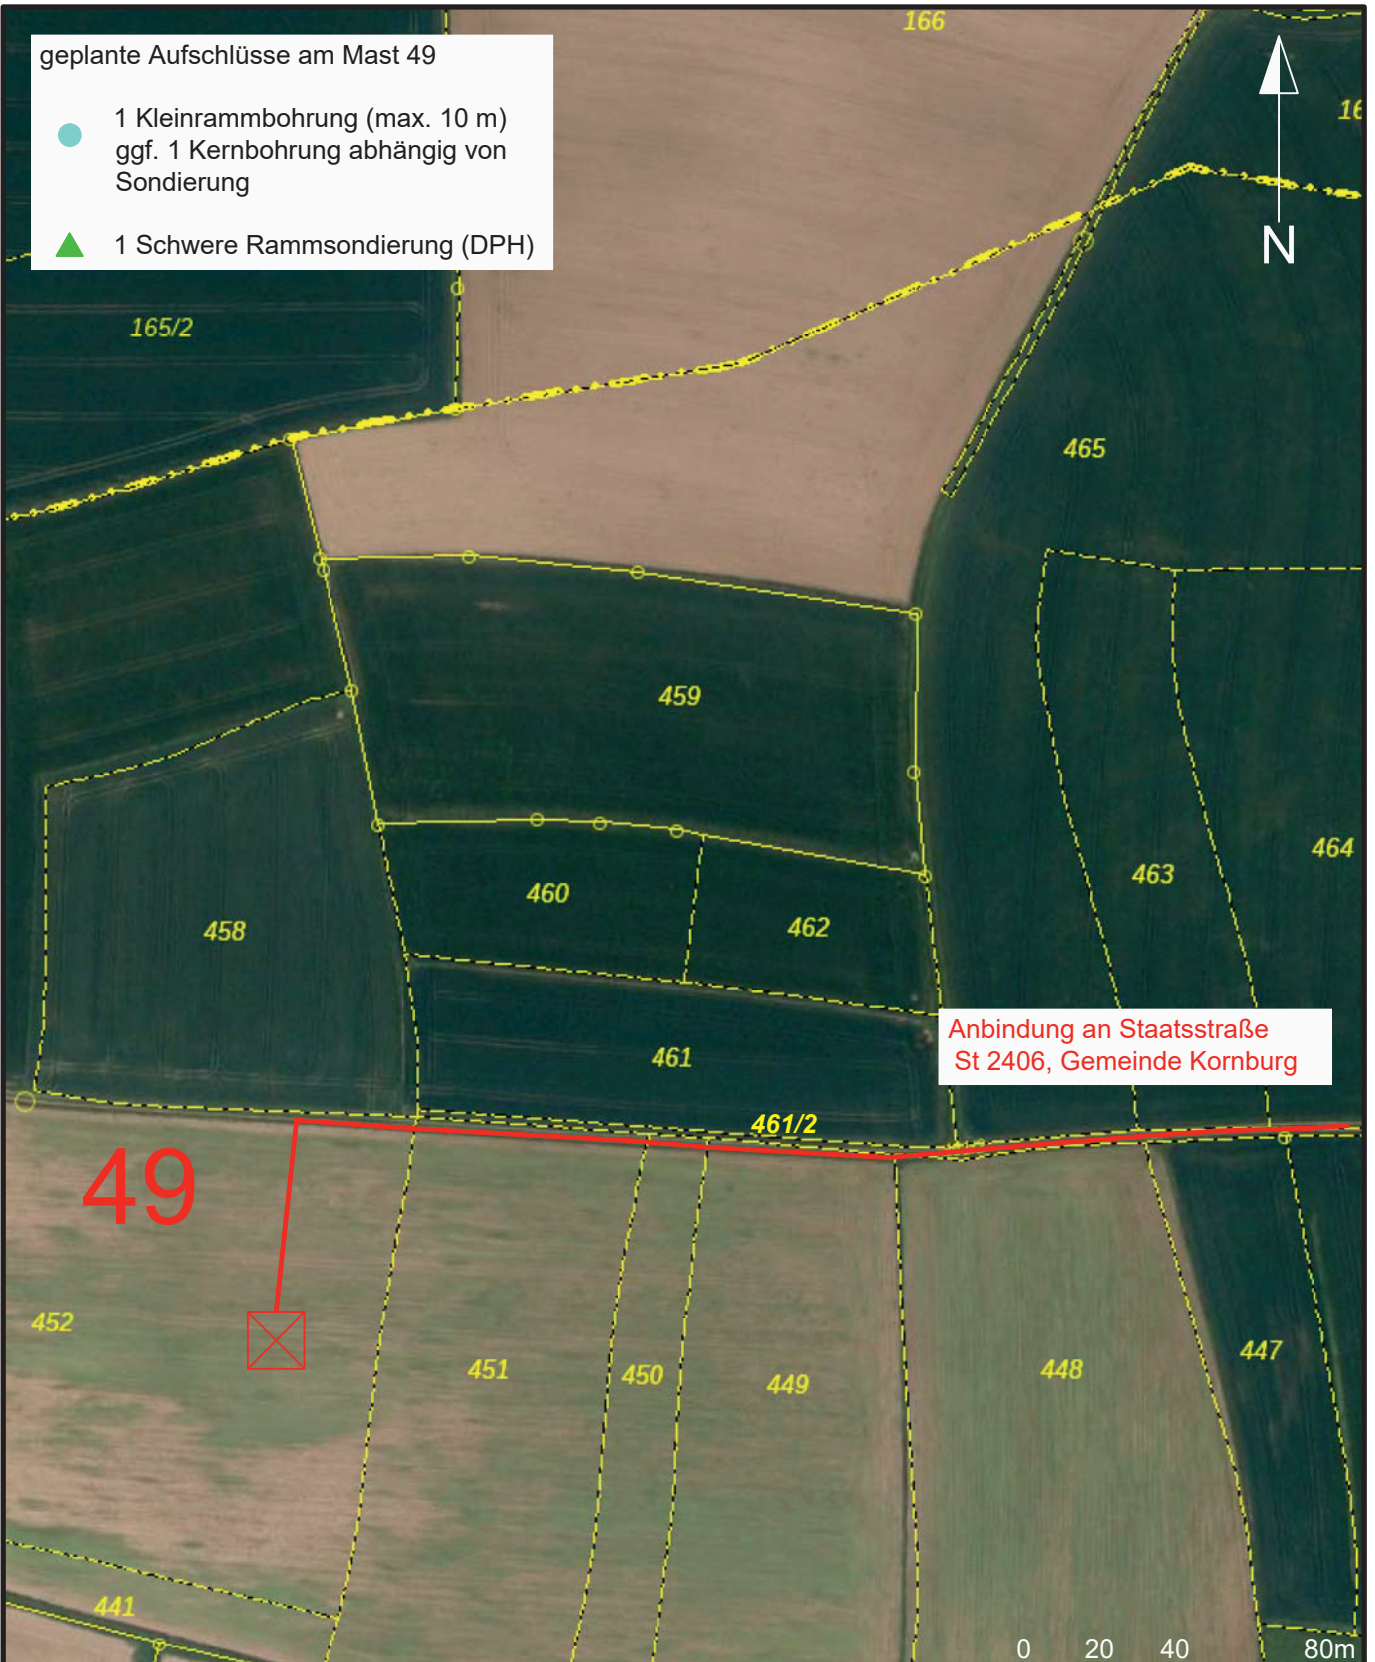 166
geplante Aufschlüsse am Mast 49
1 Kleinrammbohrung (max. 10 m)
ggf. 1 Kernbohrung abhängig von
Sondierung
1 Schwere Rammsondierung (DPH)
N
165/2
465
459
464
463
460
462
458
Anbindung an Staatsstraße
St 2406, Gemeinde Kornburg
461
461/2
49
452
451
450
449
448
447
441
0 20 40 80m